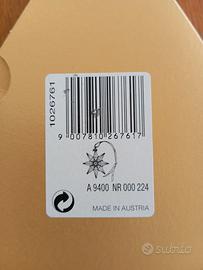 1026761
9 007810 267617
A 9400 NR 000 224
MADE IN AUSTRIA
subito